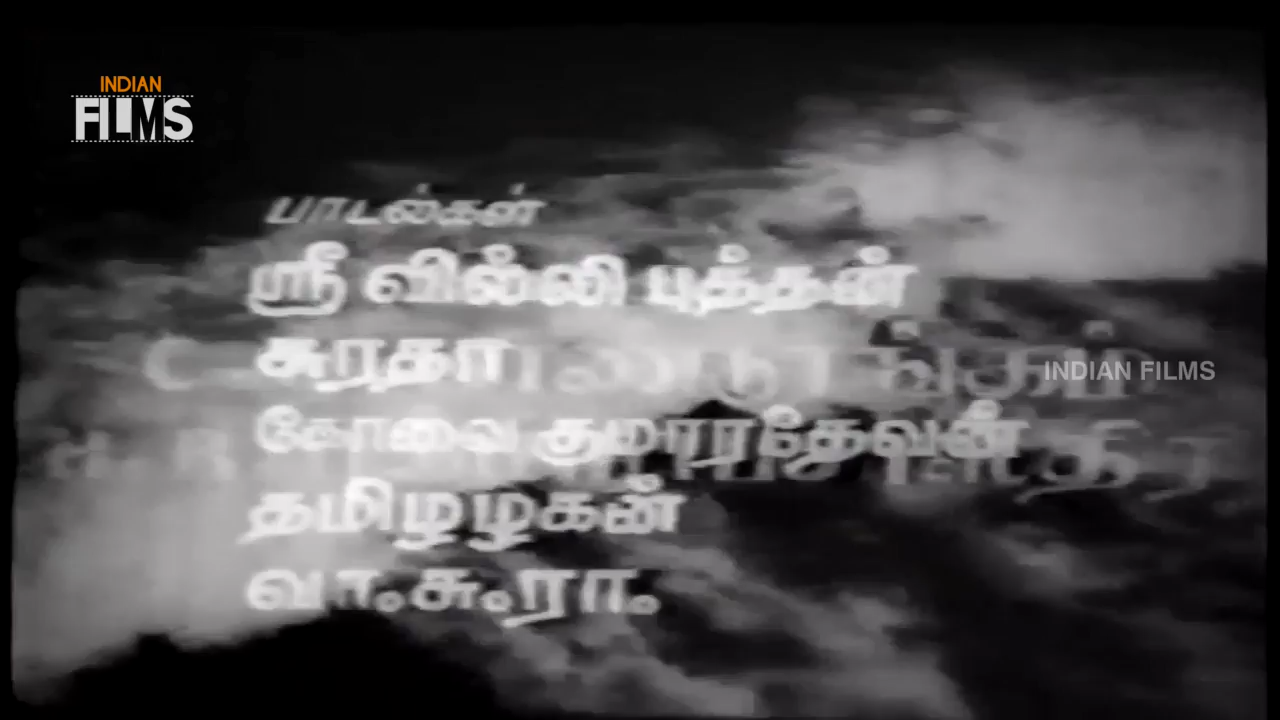 INDIAN
FILMS
பாடல்கள்
ஸ்ரீ வில்லி புத்தன்
சுரதா
INDIAN FILMS
கோவை குமாரதேவன்
தமிழழகன்
வா.சு.ரா.